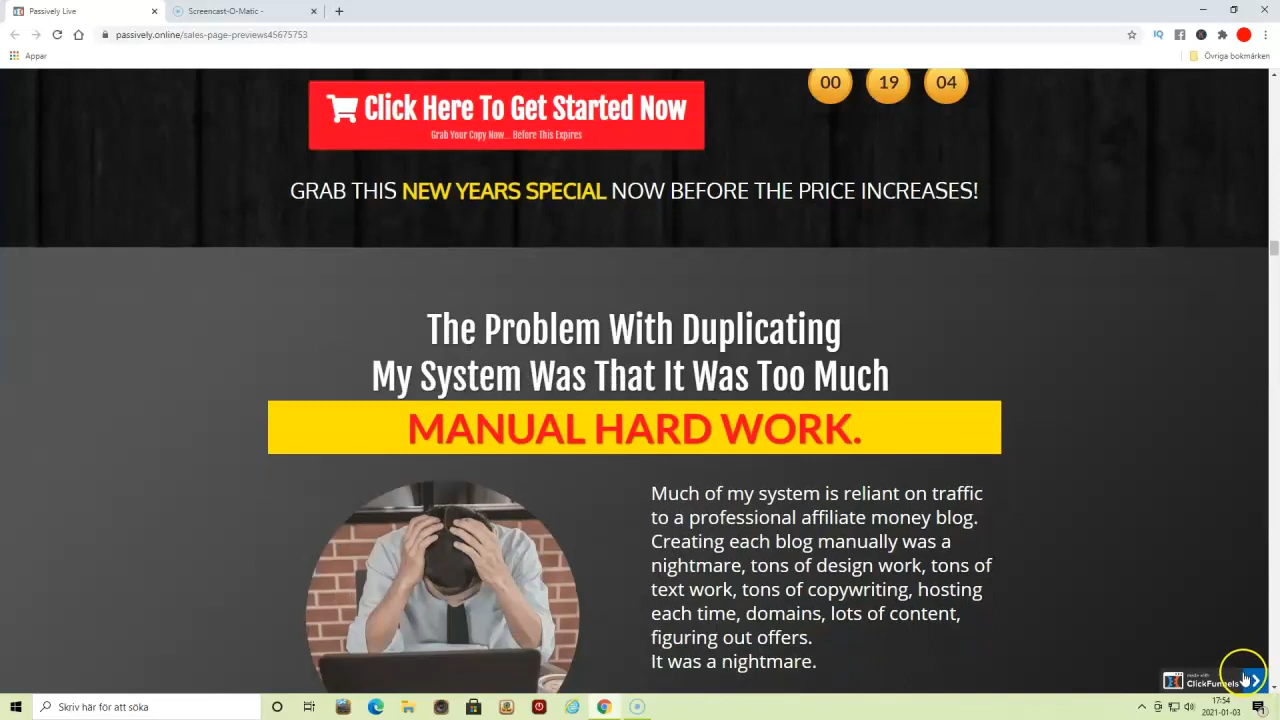 Passively Live
Screencast-O-Matic -
passively.online/sales-page-previews45675753
IQ
Appar
Övriga bokmärken
00 19 04
Click Here To Get Started Now
Grab Your Copy Now... Before This Expires
GRAB THIS NEW YEARS SPECIAL NOW BEFORE THE PRICE INCREASES!
The Problem With Duplicating
My System Was That It Was Too Much
MANUAL HARD WORK.
Much of my system is reliant on traffic
to a professional affiliate money blog.
Creating each blog manually was a
nightmare, tons of design work, tons of
text work, tons of copywriting, hosting
each time, domains, lots of content,
figuring out offers.
It was a nightmare.
made with
ClickFunnels
Skriv här för att söka
17:54
2021-01-03